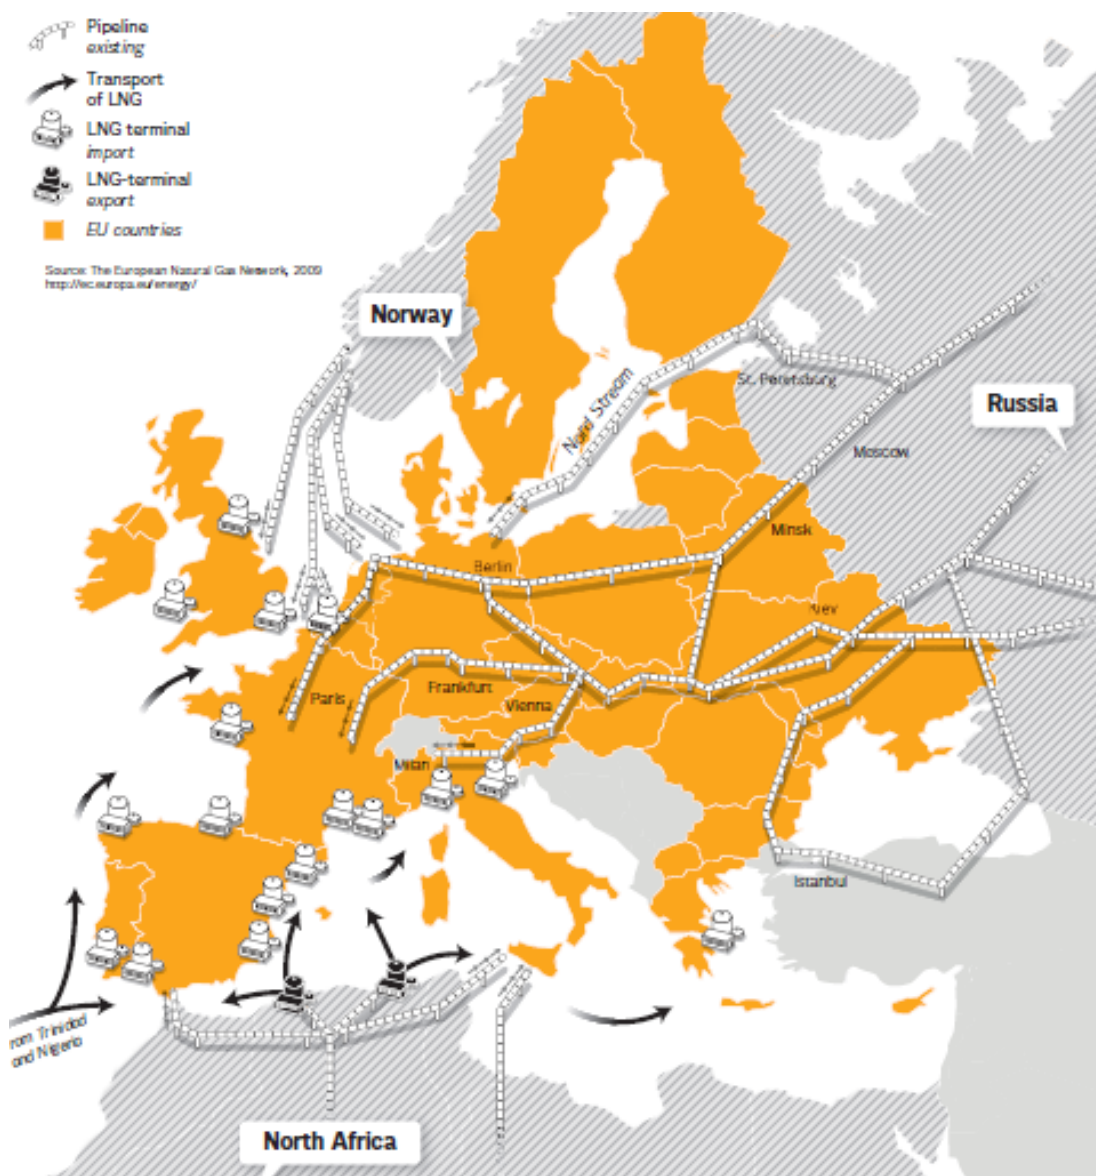 Pipeline
existing
Transport
of LNG
LNG terminal
import
LNG-terminal
export
EU countries
Source: The European Natural Gas Network, 2009
http://ec.europa.eu/energy/
Norway
Nord Stream
St. Petersburg
Russia
Moscow
Minsk
Berlin
Kiev
Paris
Frankfurt
Vienna
Milan
Istanbul
rom Trinidad
and Nigeria
North Africa